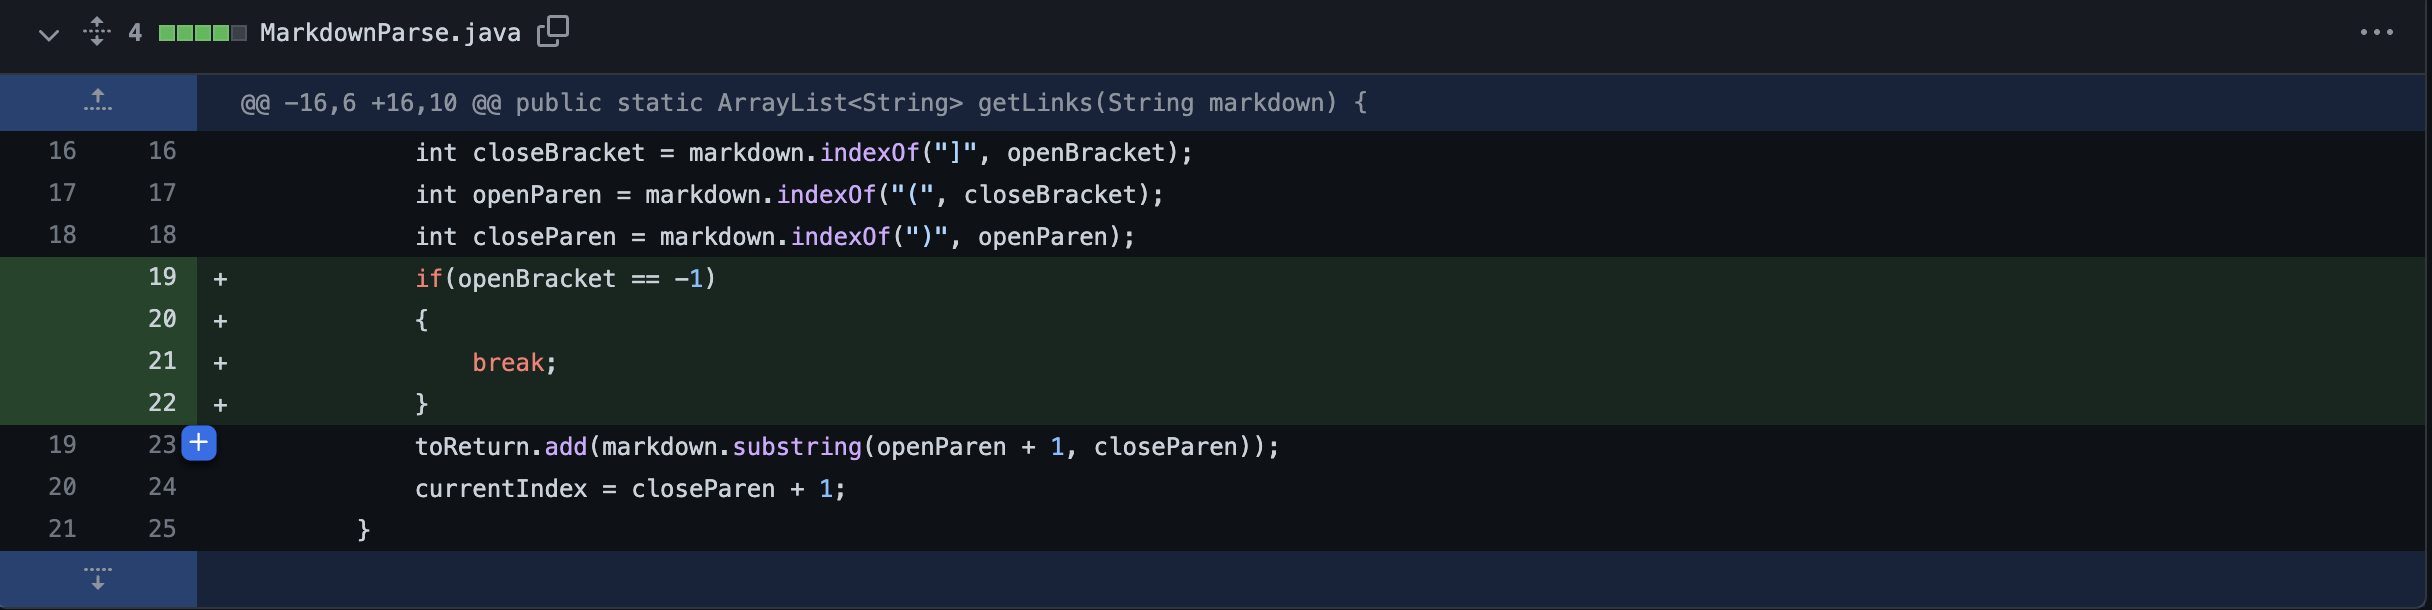 4 MarkdownParse.java
@@ -16,6 +16,10 @@ public static ArrayList<String> getLinks(String markdown) {
16 16 int closeBracket = markdown.indexOf("]", openBracket);
17 17 int openParen = markdown.indexOf("(", closeBracket);
18 18 int closeParen = markdown.indexOf(")", openParen);
19 + if(openBracket == -1)
20 + {
21 + break;
22 + }
19 23 toReturn.add(markdown.substring(openParen + 1, closeParen));
20 24 currentIndex = closeParen + 1;
21 25 }